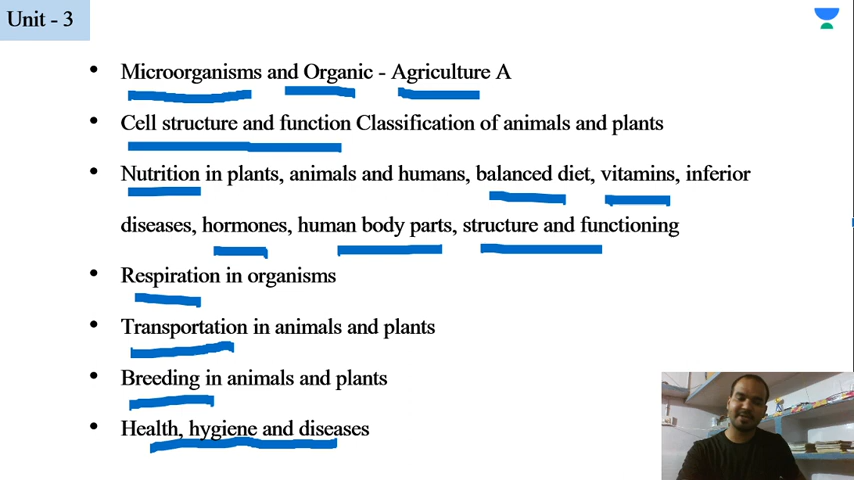 Unit - 3
Microorganisms and Organic - Agriculture A
Cell structure and function Classification of animals and plants
Nutrition in plants, animals and humans, balanced diet, vitamins, inferior
diseases, hormones, human body parts, structure and functioning
Respiration in organisms
Transportation in animals and plants
Breeding in animals and plants
Health, hygiene and diseases